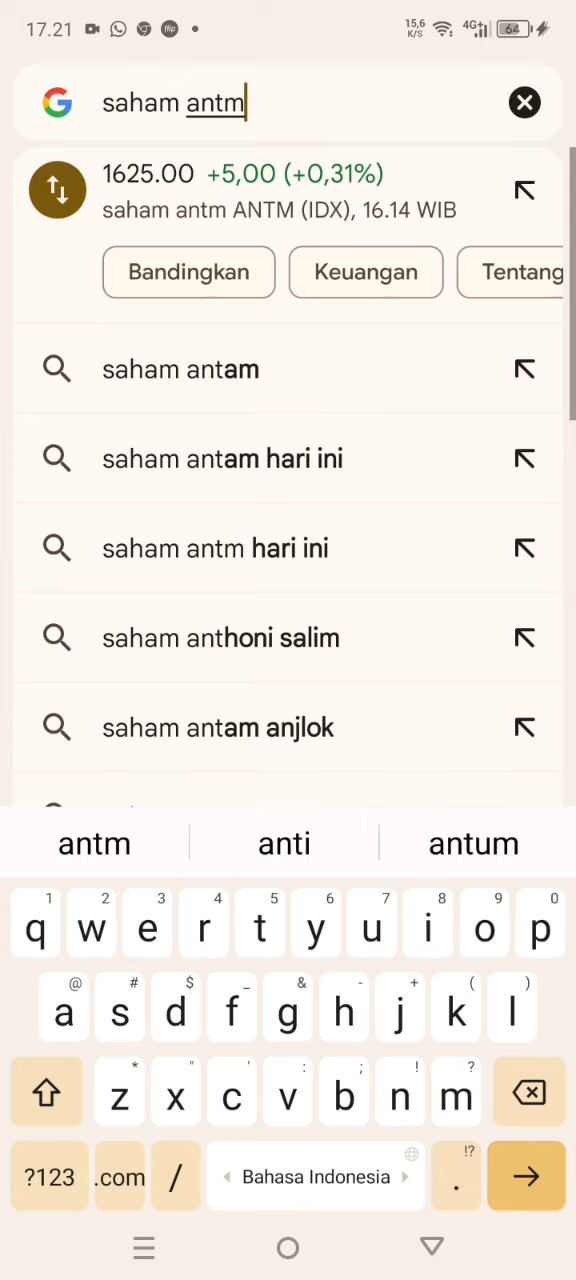 17.21
flip
15,6 K/S
4G+
64
saham antm
1625.00 +5,00 (+0,31%)
saham antm ANTM (IDX), 16.14 WIB
Bandingkan Keuangan Tentang
saham antam
saham antam hari ini
saham antm hari ini
saham anthoni salim
saham antam anjlok
antm anti antum
1 2 3 4 5 6 7 8 9 0
q w e r t y u i o p
@ # $ _ & - + ( )
a s d f g h j k l
* " ' : ; ! ?
z x c v b n m
!?
?123 .com / Bahasa Indonesia .